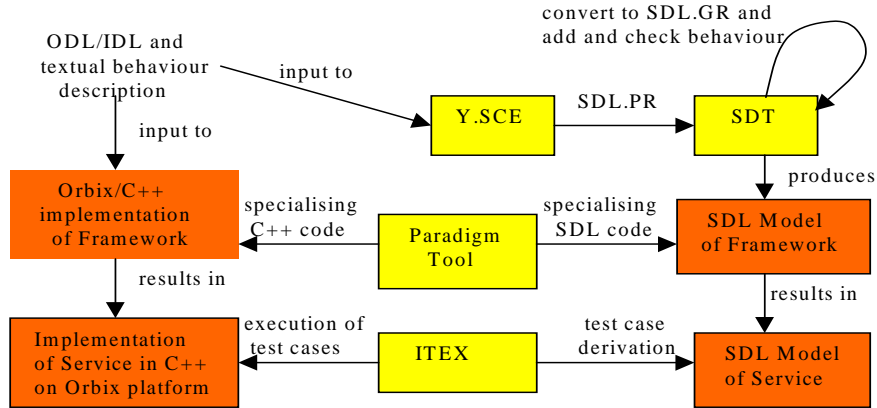 convert to SDL.GR and
add and check behaviour
ODL/IDL and
textual behaviour
description
input to
Y.SCE
SDL.PR
SDT
input to
produces
Orbix/C++
implementation
of Framework
specialising
C++ code
Paradigm
Tool
specialising
SDL code
SDL Model
of Framework
results in
results in
Implementation
of Service in C++
on Orbix platform
execution of
test cases
ITEX
test case
derivation
SDL Model
of Service